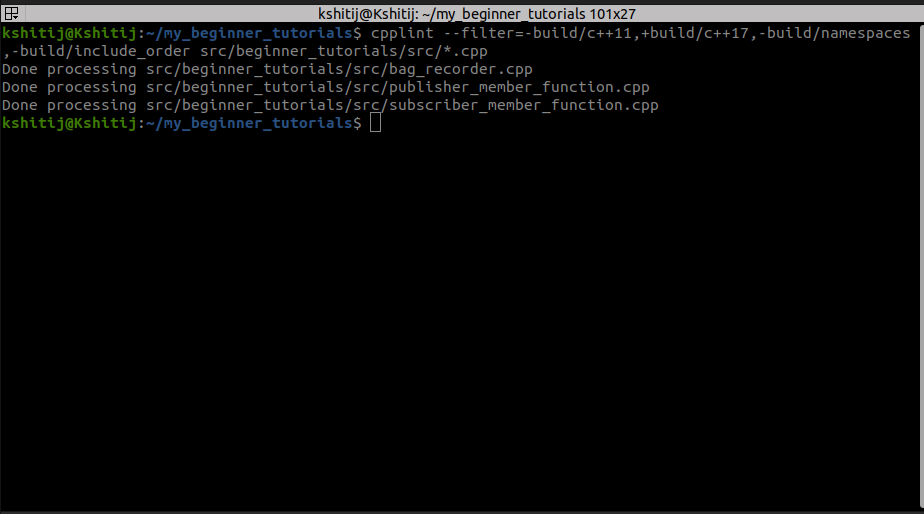 kshitij@Kshitij: ~/my_beginner_tutorials 101x27
kshitij@Kshitij:~/my_beginner_tutorials$ cpplint --filter=-build/c++11,+build/c++17,-build/namespaces
,-build/include_order src/beginner_tutorials/src/*.cpp
Done processing src/beginner_tutorials/src/bag_recorder.cpp
Done processing src/beginner_tutorials/src/publisher_member_function.cpp
Done processing src/beginner_tutorials/src/subscriber_member_function.cpp
kshitij@Kshitij:~/my_beginner_tutorials$